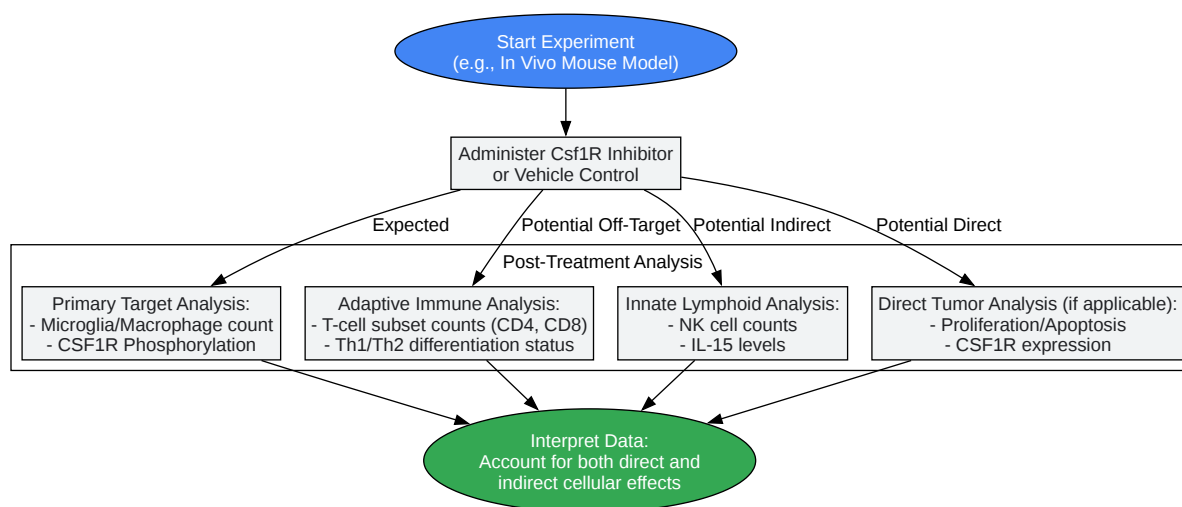 Start Experiment
(e.g., In Vivo Mouse Model)
Administer Csf1R Inhibitor
or Vehicle Control
Expected
Potential Off-Target
Potential Indirect
Potential Direct
Post-Treatment Analysis
Primary Target Analysis:
- Microglia/Macrophage count
- CSF1R Phosphorylation
Adaptive Immune Analysis:
- T-cell subset counts (CD4, CD8)
- Th1/Th2 differentiation status
Innate Lymphoid Analysis:
- NK cell counts
- IL-15 levels
Direct Tumor Analysis (if applicable):
- Proliferation/Apoptosis
- CSF1R expression
Interpret Data:
Account for both direct and
indirect cellular effects